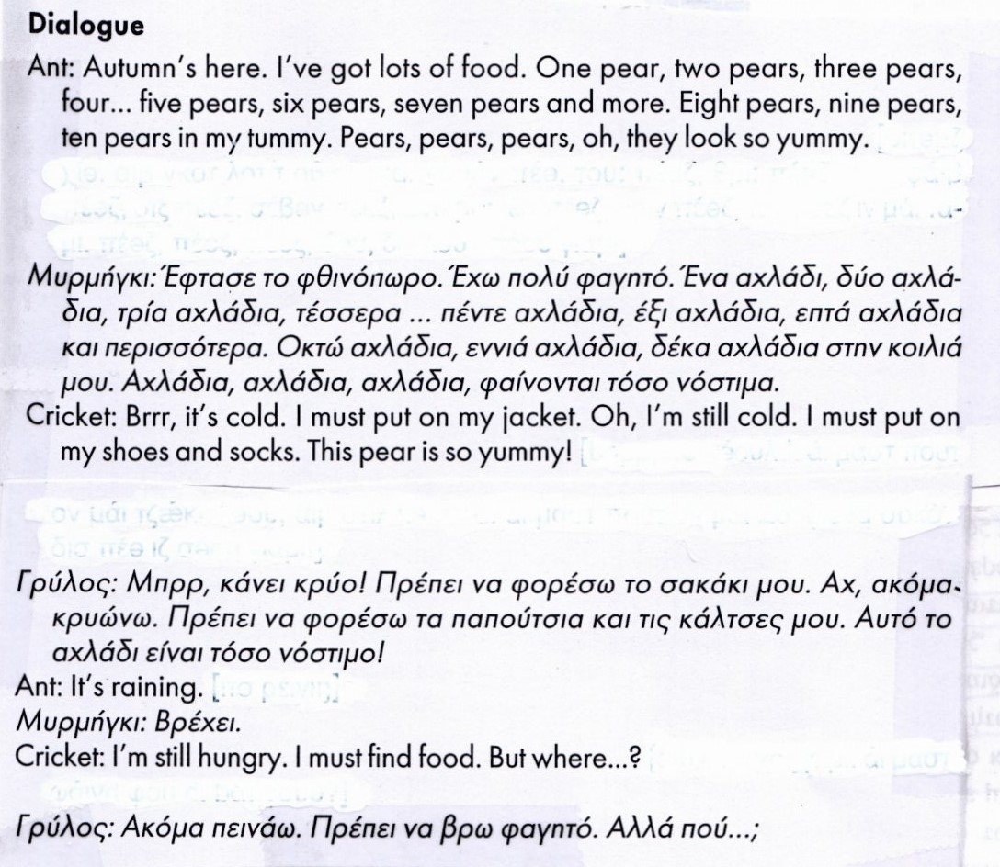 Dialogue
Ant: Autumn's here. I've got lots of food. One pear, two pears, three pears,
four... five pears, six pears, seven pears and more. Eight pears, nine pears,
ten pears in my tummy. Pears, pears, pears, oh, they look so yummy.
Μυρμήγκι: Έφτασε το φθινόπωρο. Έχω πολύ φαγητό. Ένα αχλάδι, δύο αχλά-
δια, τρία αχλάδια, τέσσερα ... πέντε αχλάδια, έξι αχλάδια, επτά αχλάδια
και περισσότερα. Οκτώ αχλάδια, εννιά αχλάδια, δέκα αχλάδια στην κοιλιά
μου. Αχλάδια, αχλάδια, αχλάδια, φαίνονται τόσο νόστιμα.
Cricket: Brrr, it's cold. I must put on my jacket. Oh, I'm still cold. I must put on
my shoes and socks. This pear is so yummy!
Γρύλος: Μπρρ, κάνει κρύο! Πρέπει να φορέσω το σακάκι μου. Αχ, ακόμα
κρυώνω. Πρέπει να φορέσω τα παπούτσια και τις κάλτσες μου. Αυτό το
αχλάδι είναι τόσο νόστιμο!
Ant: It's raining.
Μυρμήγκι: Βρέχει.
Cricket: I'm still hungry. I must find food. But where...?
Γρύλος: Ακόμα πεινάω. Πρέπει να βρω φαγητό. Αλλά πού...;